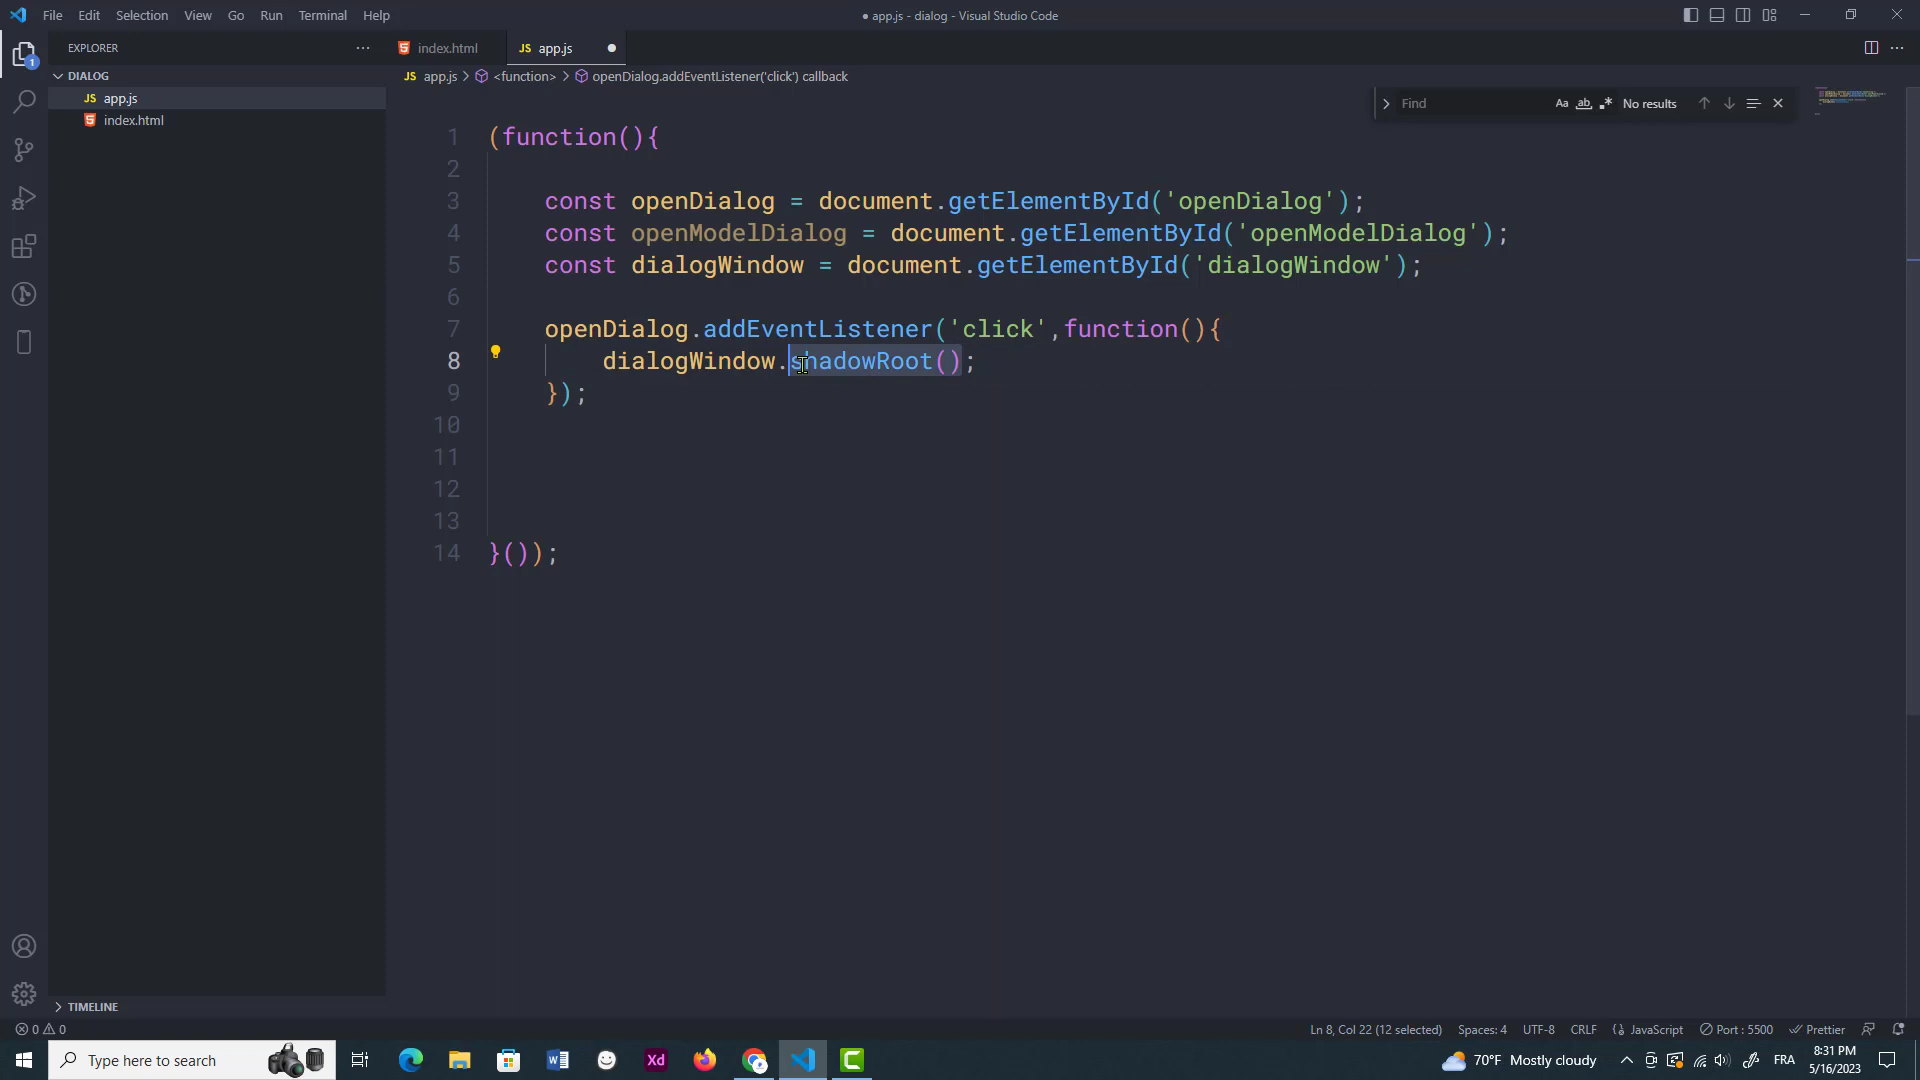 File Edit Selection View Go Run Terminal Help
● app.js - dialog - Visual Studio Code
EXPLORER
index.html
JS app.js
DIALOG
JS app.js
index.html
JS app.js > <function> > openDialog.addEventListener('click') callback
Find
Aa ab .* No results
1 (function(){
2
3 const openDialog = document.getElementById('openDialog');
4 const openModelDialog = document.getElementById('openModelDialog');
5 const dialogWindow = document.getElementById('dialogWindow');
6
7 openDialog.addEventListener('click',function(){
8 dialogWindow.shadowRoot();
9 });
10
11
12
13
14 }());
1
TIMELINE
0 0
Ln 8, Col 22 (12 selected) Spaces: 4 UTF-8 CRLF {} JavaScript Port : 5500 Prettier
Type here to search
Xd
70°F Mostly cloudy
FRA
8:31 PM
5/16/2023